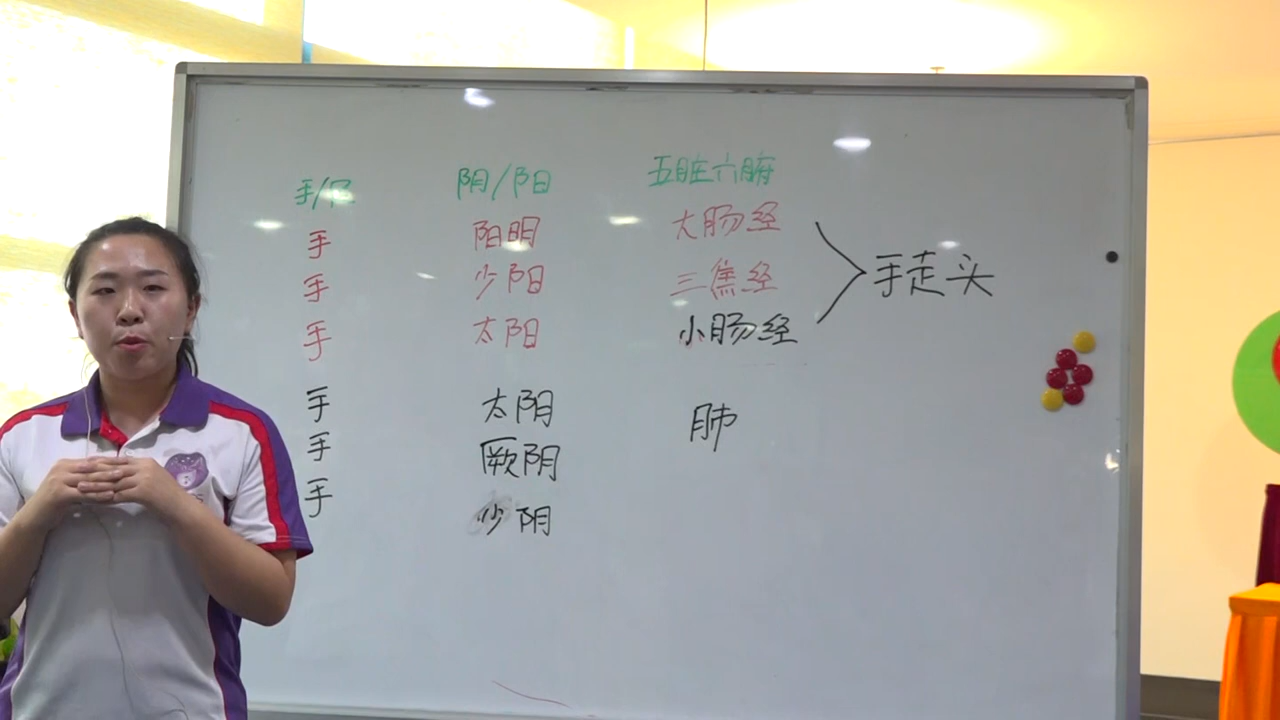 手/足 阴/阳 五脏六腑
手 阳明 大肠经
手 少阳 三焦经
手 太阳 小肠经
手走头
手 太阴 肺
手 厥阴
手 少阴